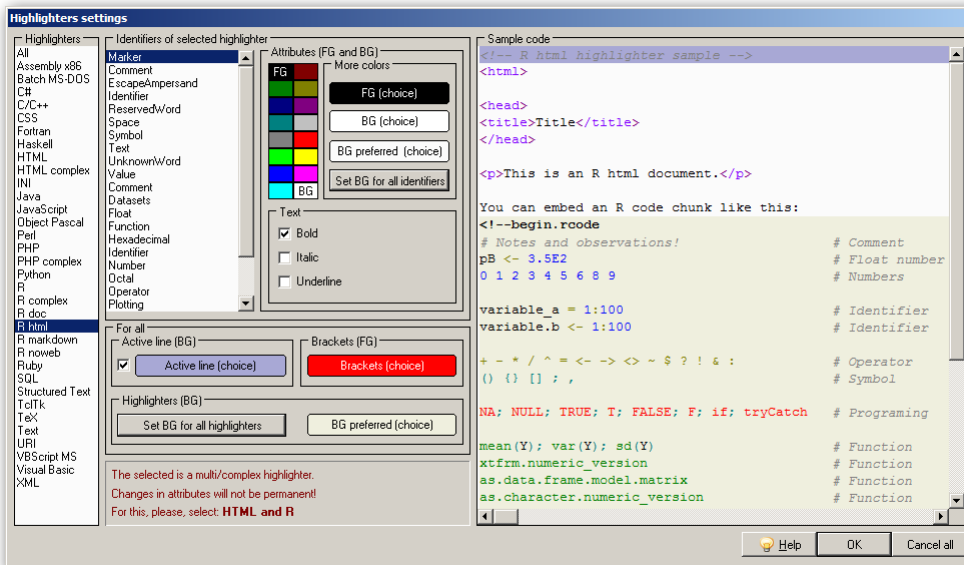 Highlighters settings
Highlighters
All
Assembly x86
Batch MS-DOS
C#
C/C++
CSS
Fortran
Haskell
HTML
HTML complex
INI
Java
JavaScript
Object Pascal
Perl
PHP
PHP complex
Python
R
R complex
R doc
R html
R markdown
R noweb
Ruby
SQL
Structured Text
TclTk
TeX
Text
URI
VBScript MS
Visual Basic
XML
Identifiers of selected highlighter
Marker
Comment
EscapeAmpersand
Identifier
ReservedWord
Space
Symbol
Text
UnknownWord
Value
Comment
Datasets
Float
Function
Hexadecimal
Identifier
Number
Octal
Operator
Plotting
Attributes (FG and BG)
FG
BG
More colors
FG (choice)
BG (choice)
BG preferred (choice)
Set BG for all identifiers
Text
Bold
Italic
Underline
For all
Active line (BG)
Active line (choice)
Brackets (FG)
Brackets (choice)
Highlighters (BG)
Set BG for all highlighters
BG preferred (choice)
The selected is a multi/complex highlighter.
Changes in attributes will not be permanent!
For this, please, select: HTML and R
Sample code
<!-- R html highlighter sample -->
<html>
<head>
<title>Title</title>
</head>
<p>This is an R html document.</p>
You can embed an R code chunk like this:
<!--begin.rcode
# Notes and observations! # Comment
pB <- 3.5E2 # Float number
0 1 2 3 4 5 6 8 9 # Numbers
variable_a = 1:100 # Identifier
variable.b <- 1:100 # Identifier
+ - * / ^ = <- -> <> ~ $ ? ! & : # Operator
() {} [] ; , # Symbol
NA; NULL; TRUE; T; FALSE; F; if; tryCatch # Programing
mean(Y); var(Y); sd(Y) # Function
xtfrm.numeric_version # Function
as.data.frame.model.matrix # Function
as.character.numeric_version # Function
Help
OK
Cancel all